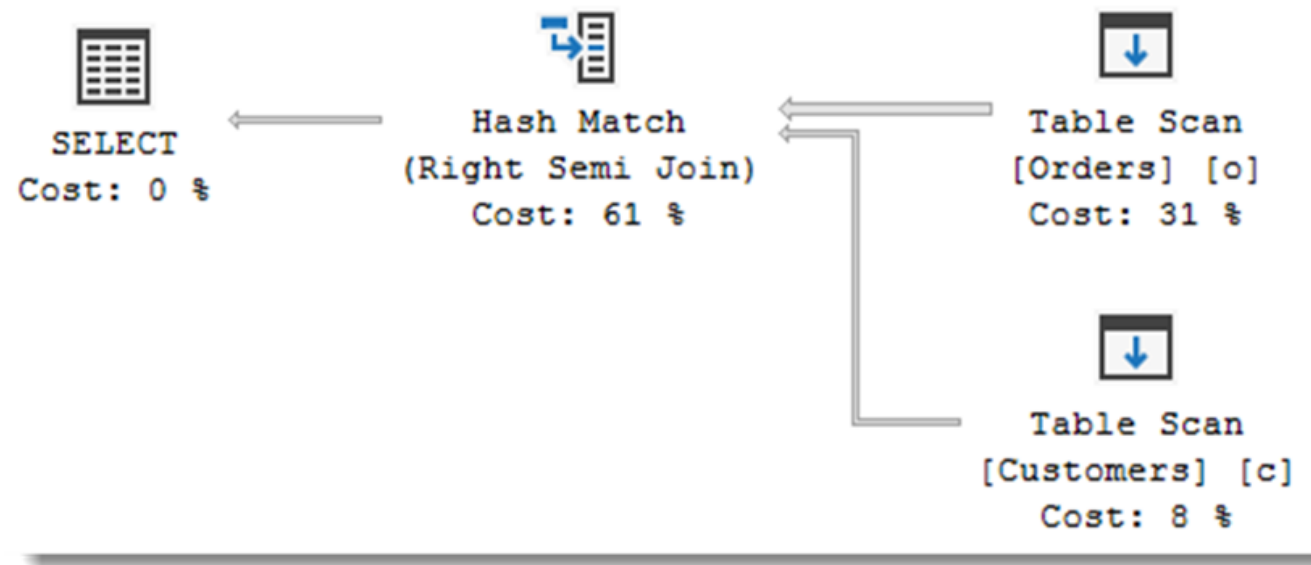 SELECT
Cost: 0 %
Hash Match
(Right Semi Join)
Cost: 61 %
Table Scan
[Orders] [o]
Cost: 31 %
Table Scan
[Customers] [c]
Cost: 8 %